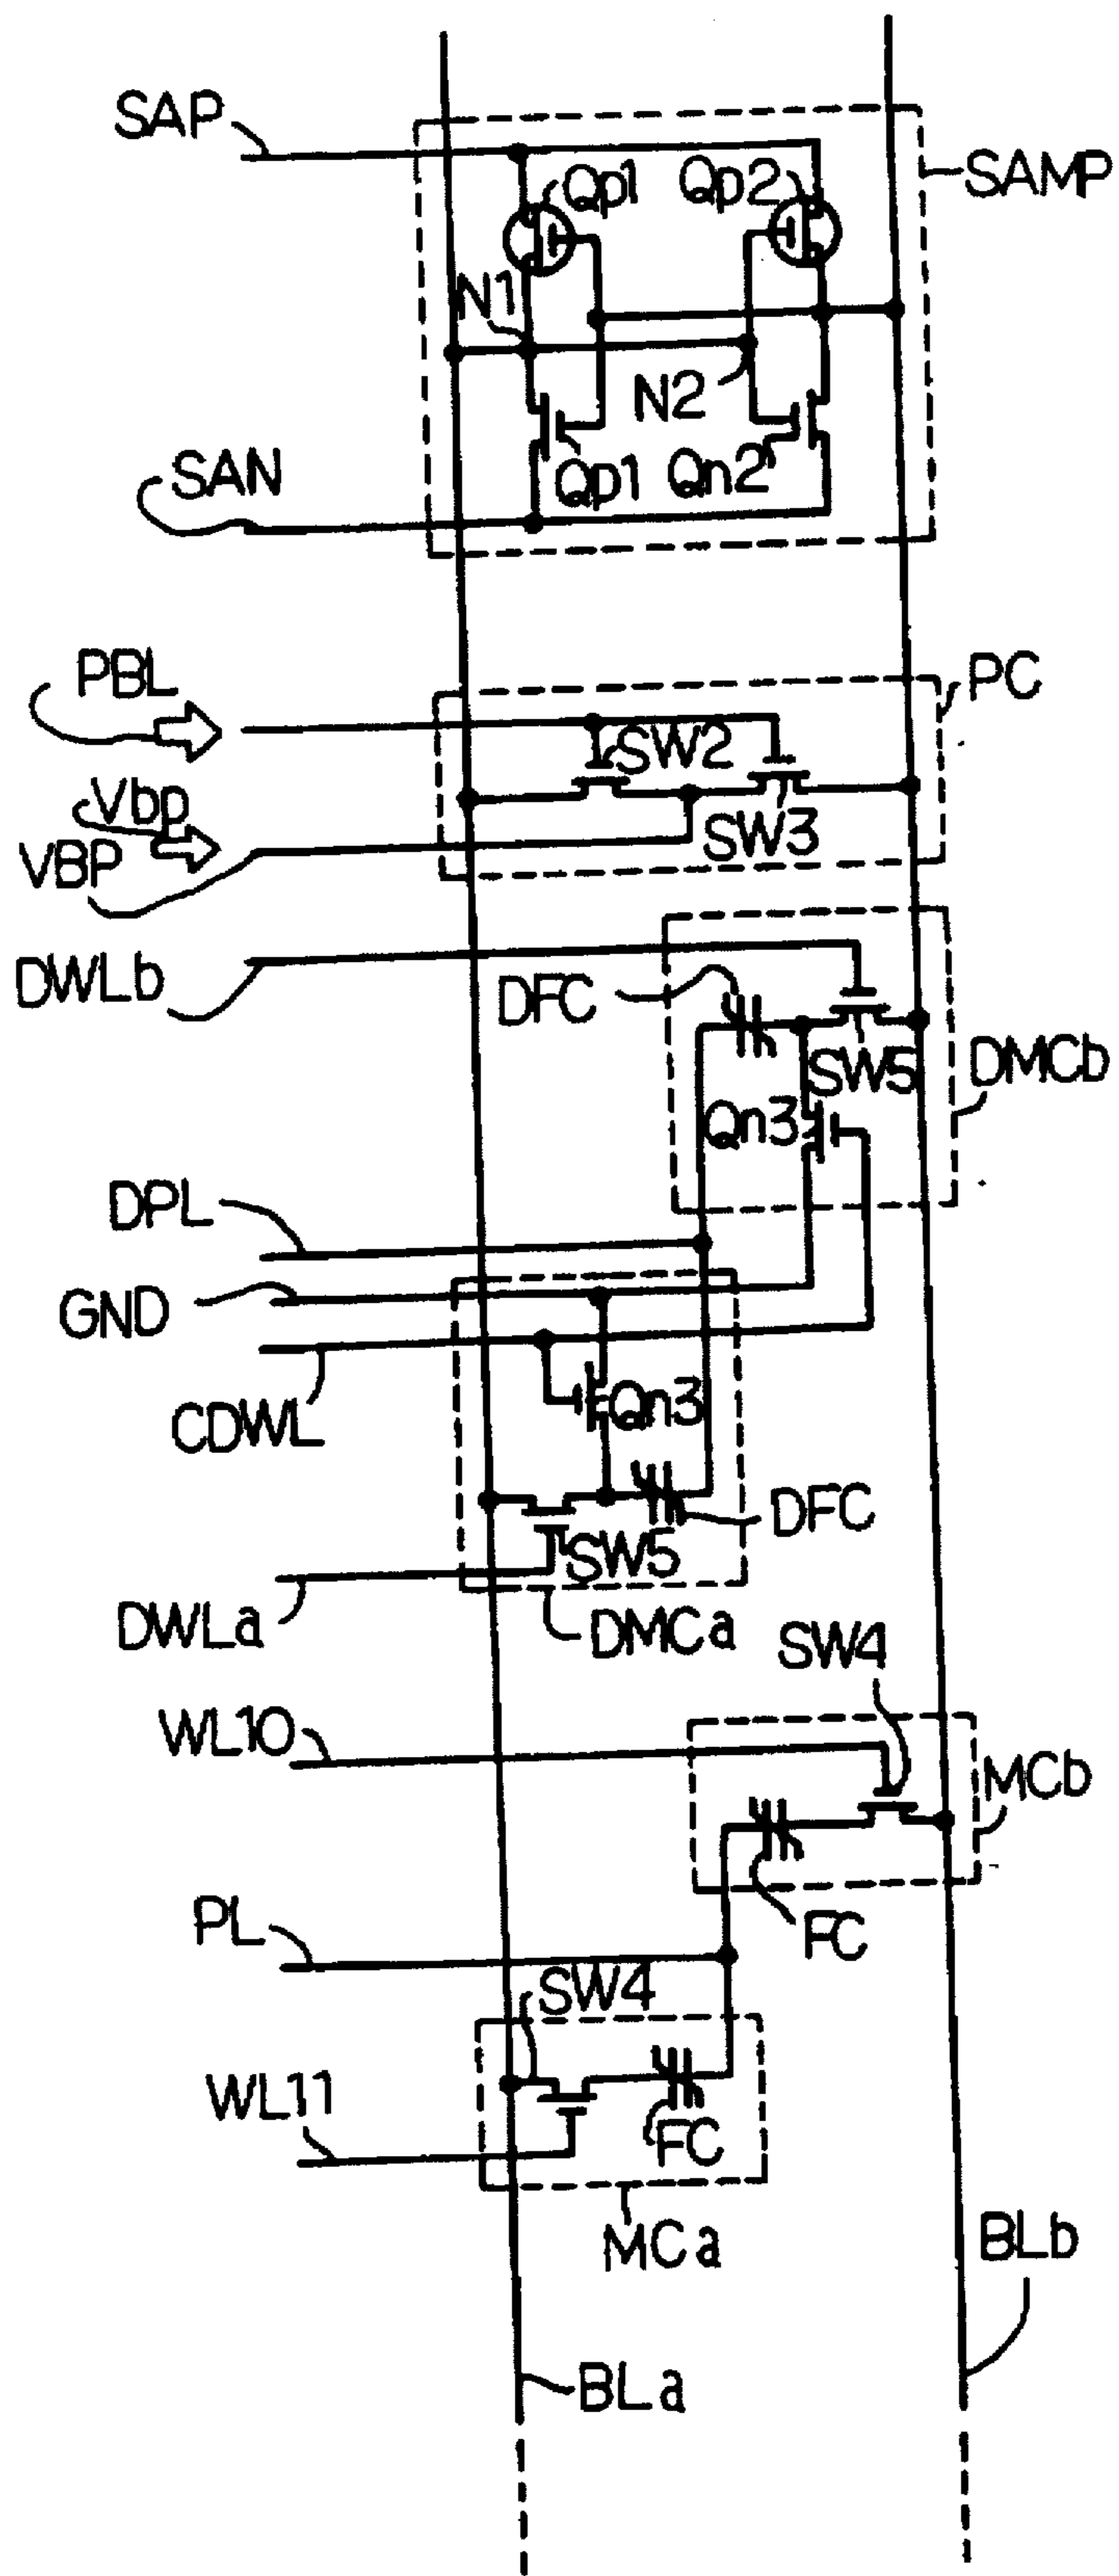 SAP
Qp1 Qp2
SAMP
N1
N2
SAN
Qp1 Qn2
PBL
PC
SW2
Vbp
VBP
SW3
DWLb
DFC
SW5
DMCb
Qn3
DPL
GND
CDWL
Qn3
DFC
SW5
DWLa
DMCa
SW4
WL10
MCb
FC
PL
SW4
WL11
FC
MCa
BLb
BLa